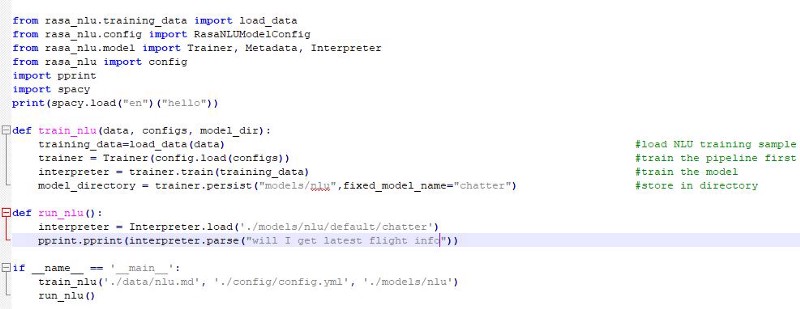 from rasa_nlu.training_data import load_data
from rasa_nlu.config import RasaNLUModelConfig
from rasa_nlu.model import Trainer, Metadata, Interpreter
from rasa_nlu import config
import pprint
import spacy
print(spacy.load("en")("hello"))
def train_nlu(data, configs, model_dir):
    training_data=load_data(data) #load NLU training sample
    trainer = Trainer(config.load(configs)) #train the pipeline first
    interpreter = trainer.train(training_data) #train the model
    model_directory = trainer.persist("models/nlu",fixed_model_name="chatter") #store in directory
def run_nlu():
    interpreter = Interpreter.load('./models/nlu/default/chatter')
    pprint.pprint(interpreter.parse("will I get latest flight info"))
if __name__ == '__main__':
    train_nlu('./data/nlu.md', './config/config.yml', './models/nlu')
    run_nlu()